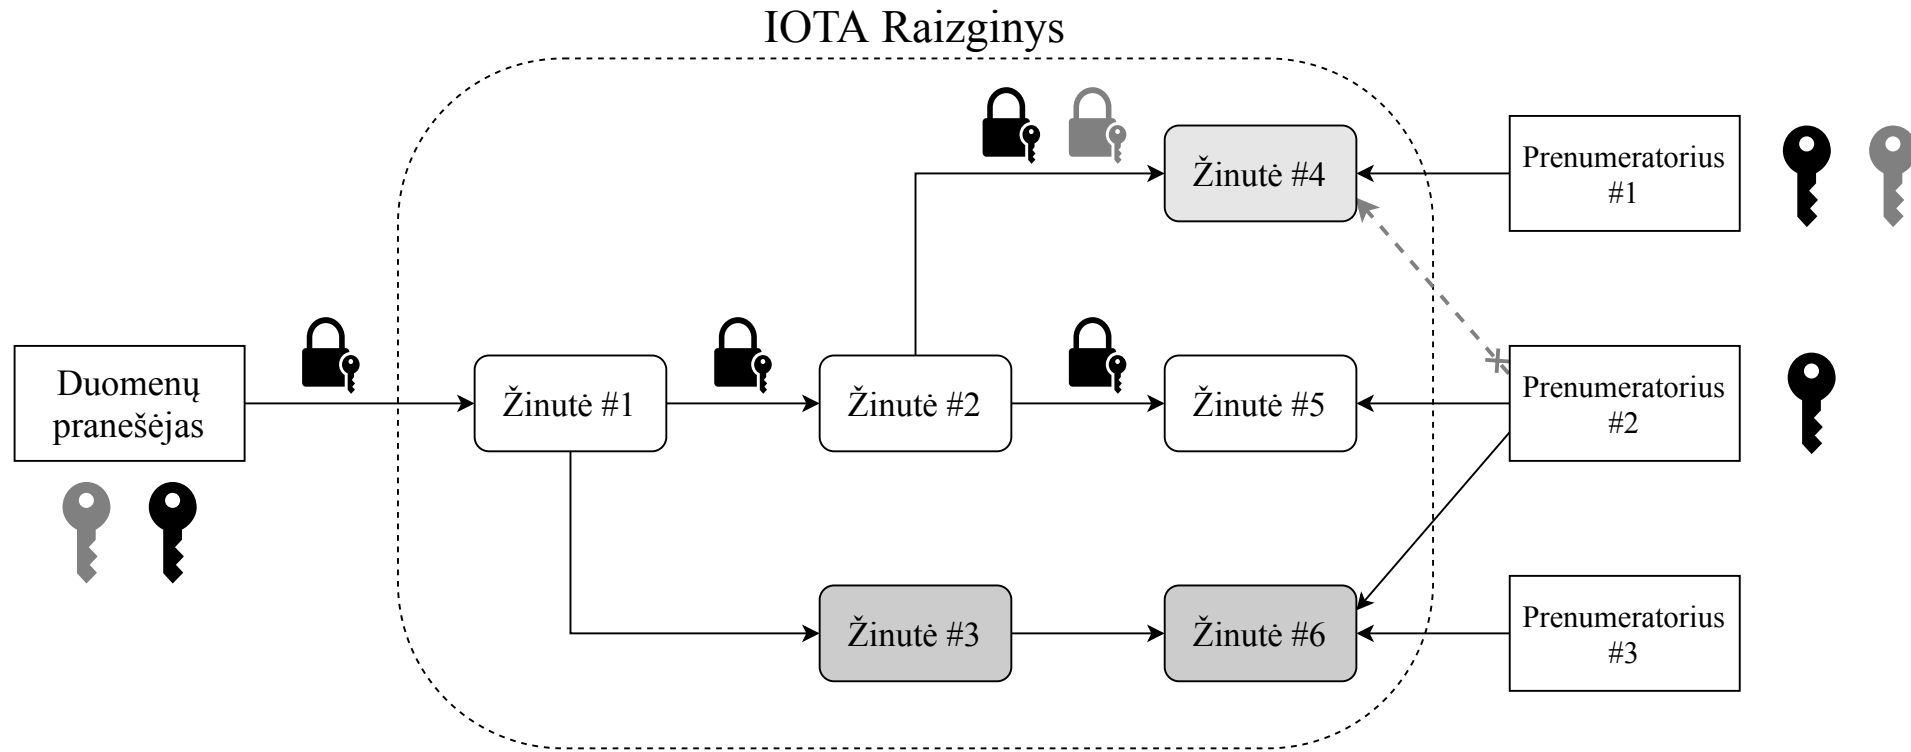 IOTA Raizginys
Žinutė #4
Prenumeratorius
#1
Duomenų
pranešėjas
Žinutė #1
Žinutė #2
Žinutė #5
Prenumeratorius
#2
Žinutė #3
Žinutė #6
Prenumeratorius
#3